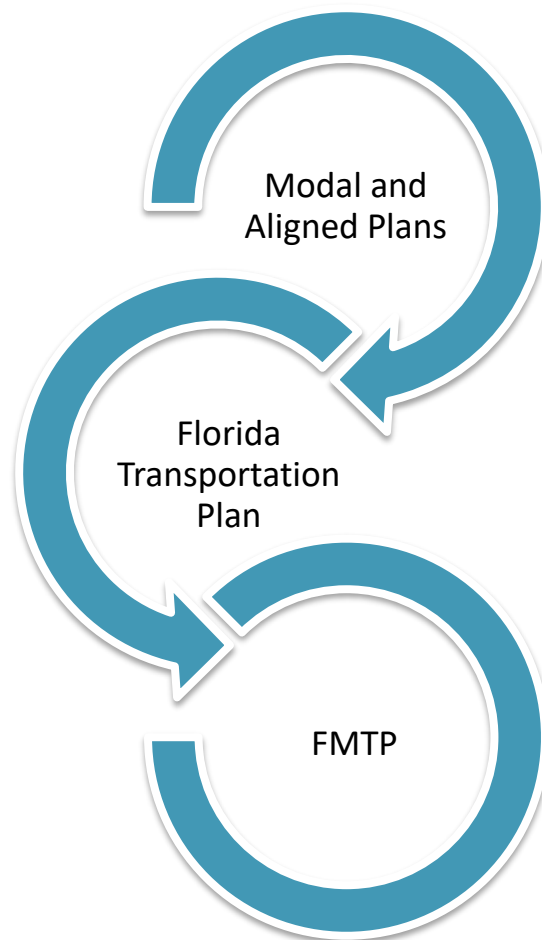 Modal and
Aligned Plans
Florida
Transportation
Plan
FMTP